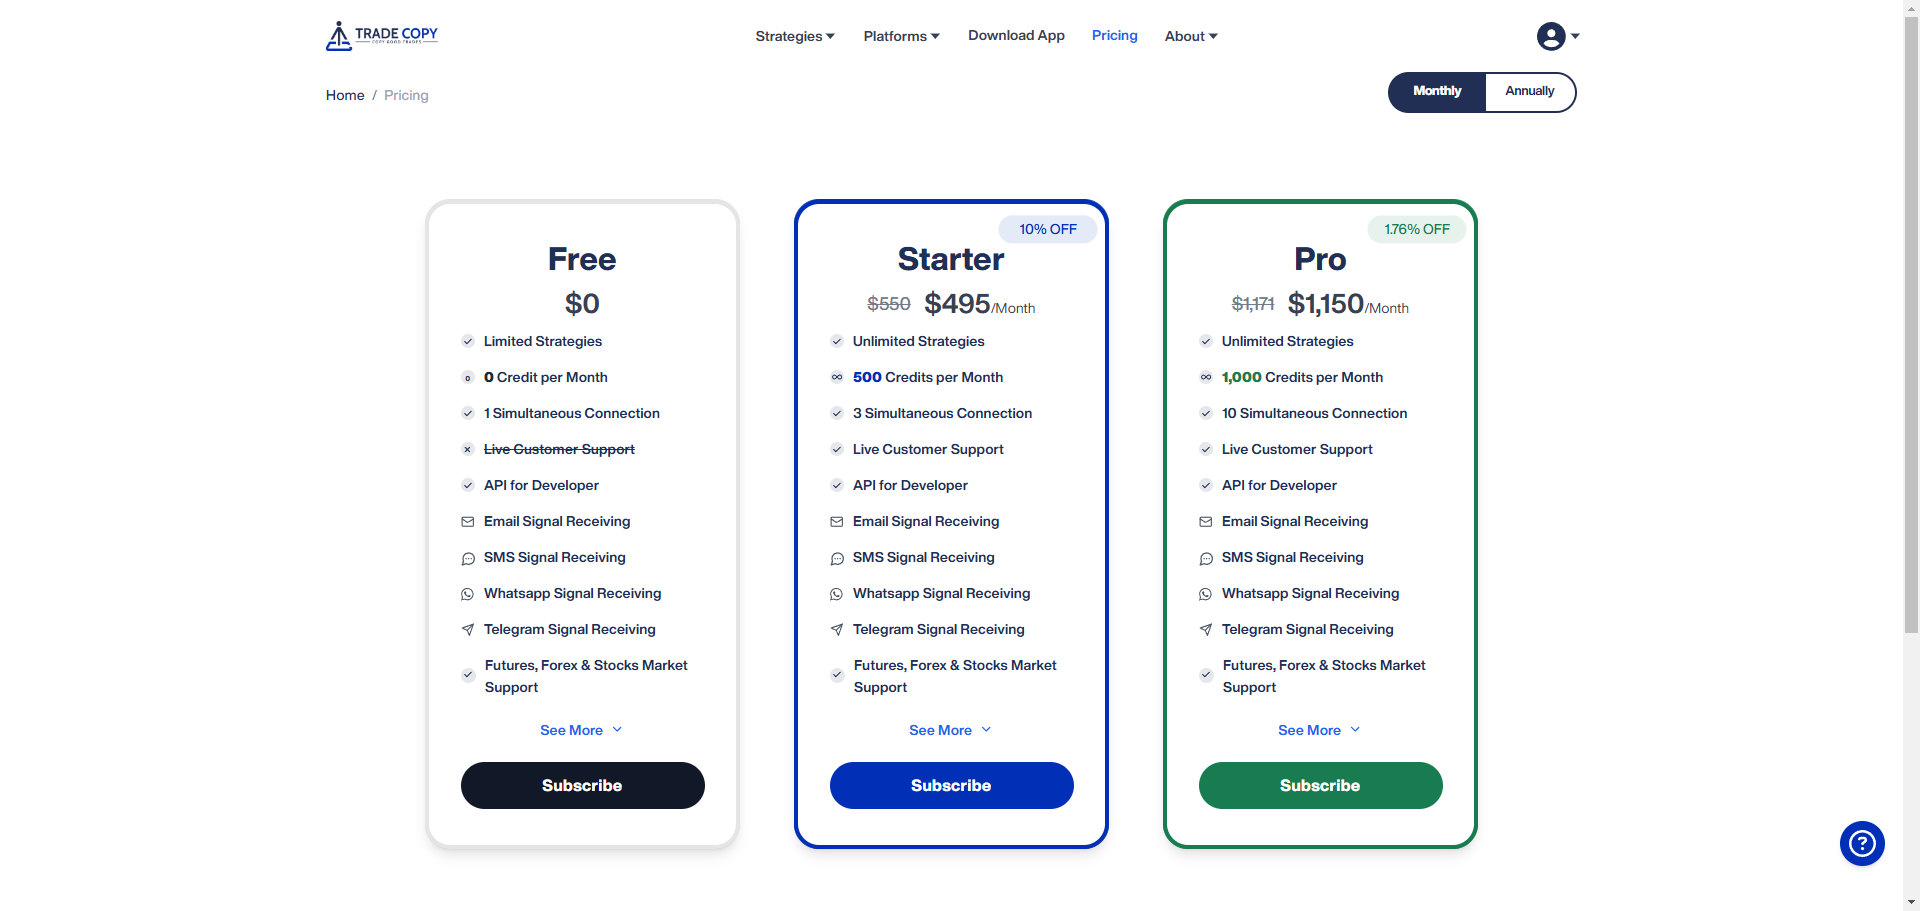 TRADE COPY
COPY GOOD TRADES
Strategies
Platforms
Download App
Pricing
About
Home / Pricing
Monthly
Annually
Free
$0
Limited Strategies
0
0 Credit per Month
1 Simultaneous Connection
Live Customer Support
API for Developer
Email Signal Receiving
SMS Signal Receiving
Whatsapp Signal Receiving
Telegram Signal Receiving
Futures, Forex & Stocks Market
Support
See More
Subscribe
10% OFF
Starter
$550 $495/Month
Unlimited Strategies
500 Credits per Month
3 Simultaneous Connection
Live Customer Support
API for Developer
Email Signal Receiving
SMS Signal Receiving
Whatsapp Signal Receiving
Telegram Signal Receiving
Futures, Forex & Stocks Market
Support
See More
Subscribe
1.76% OFF
Pro
$1,171 $1,150/Month
Unlimited Strategies
1,000 Credits per Month
10 Simultaneous Connection
Live Customer Support
API for Developer
Email Signal Receiving
SMS Signal Receiving
Whatsapp Signal Receiving
Telegram Signal Receiving
Futures, Forex & Stocks Market
Support
See More
Subscribe